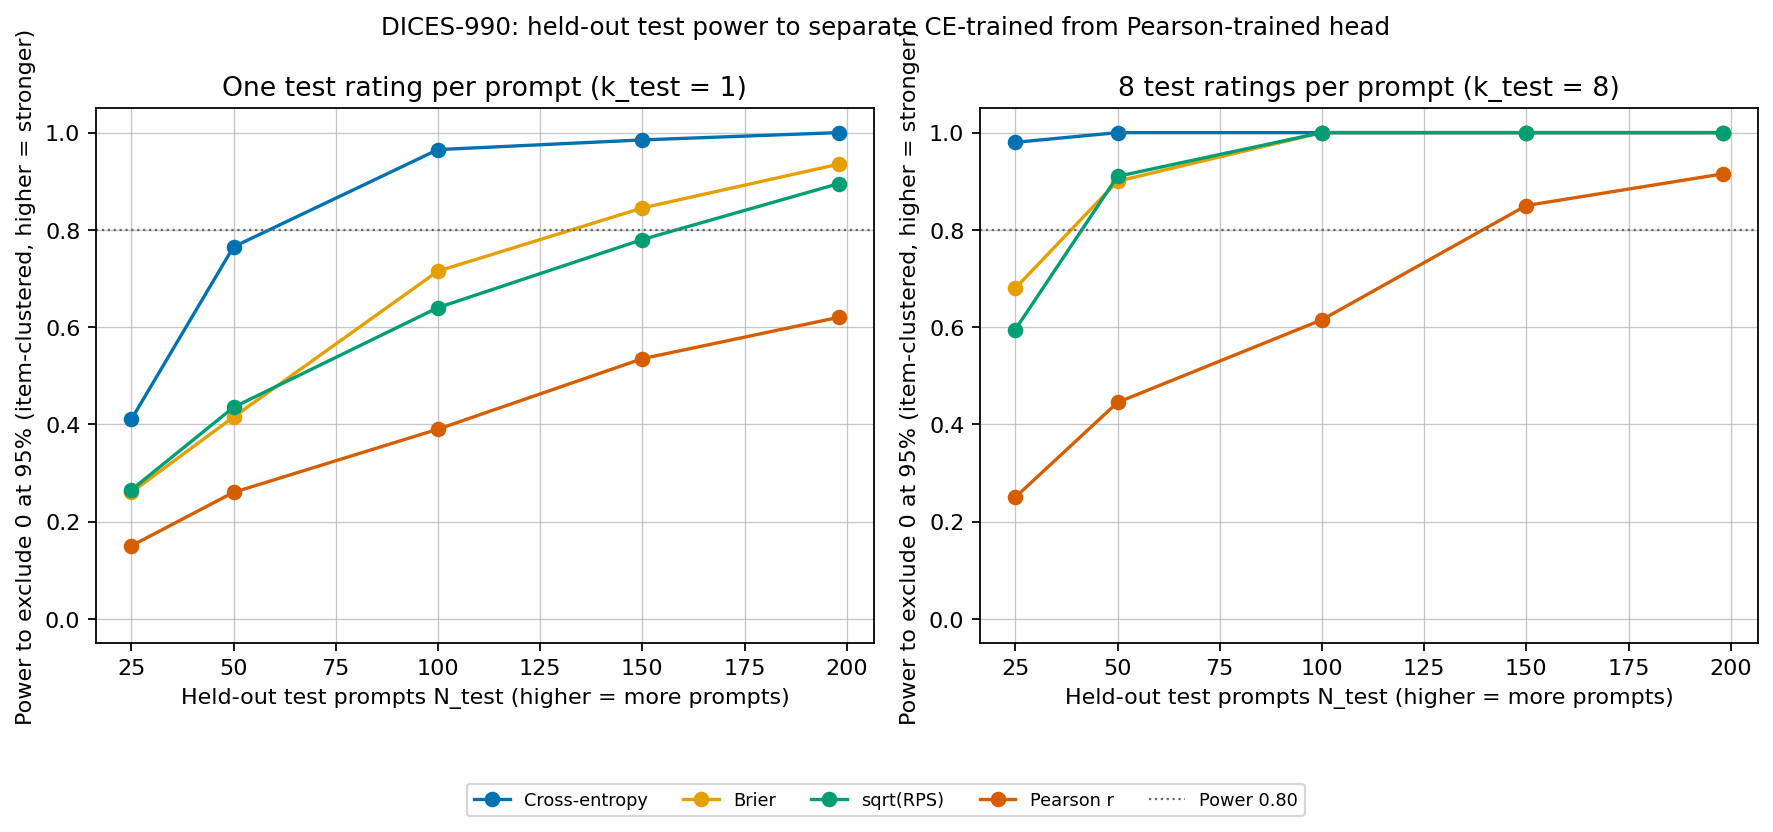 DICES-990: held-out test power to separate CE-trained from Pearson-trained head
One test rating per prompt (k_test = 1)
Power to exclude 0 at 95% (item-clustered, higher = stronger)
1.0
0.8
0.6
0.4
0.2
0.0
25 50 75 100 125 150 175 200
Held-out test prompts N_test (higher = more prompts)
8 test ratings per prompt (k_test = 8)
Power to exclude 0 at 95% (item-clustered, higher = stronger)
1.0
0.8
0.6
0.4
0.2
0.0
25 50 75 100 125 150 175 200
Held-out test prompts N_test (higher = more prompts)
Cross-entropy Brier sqrt(RPS) Pearson r Power 0.80